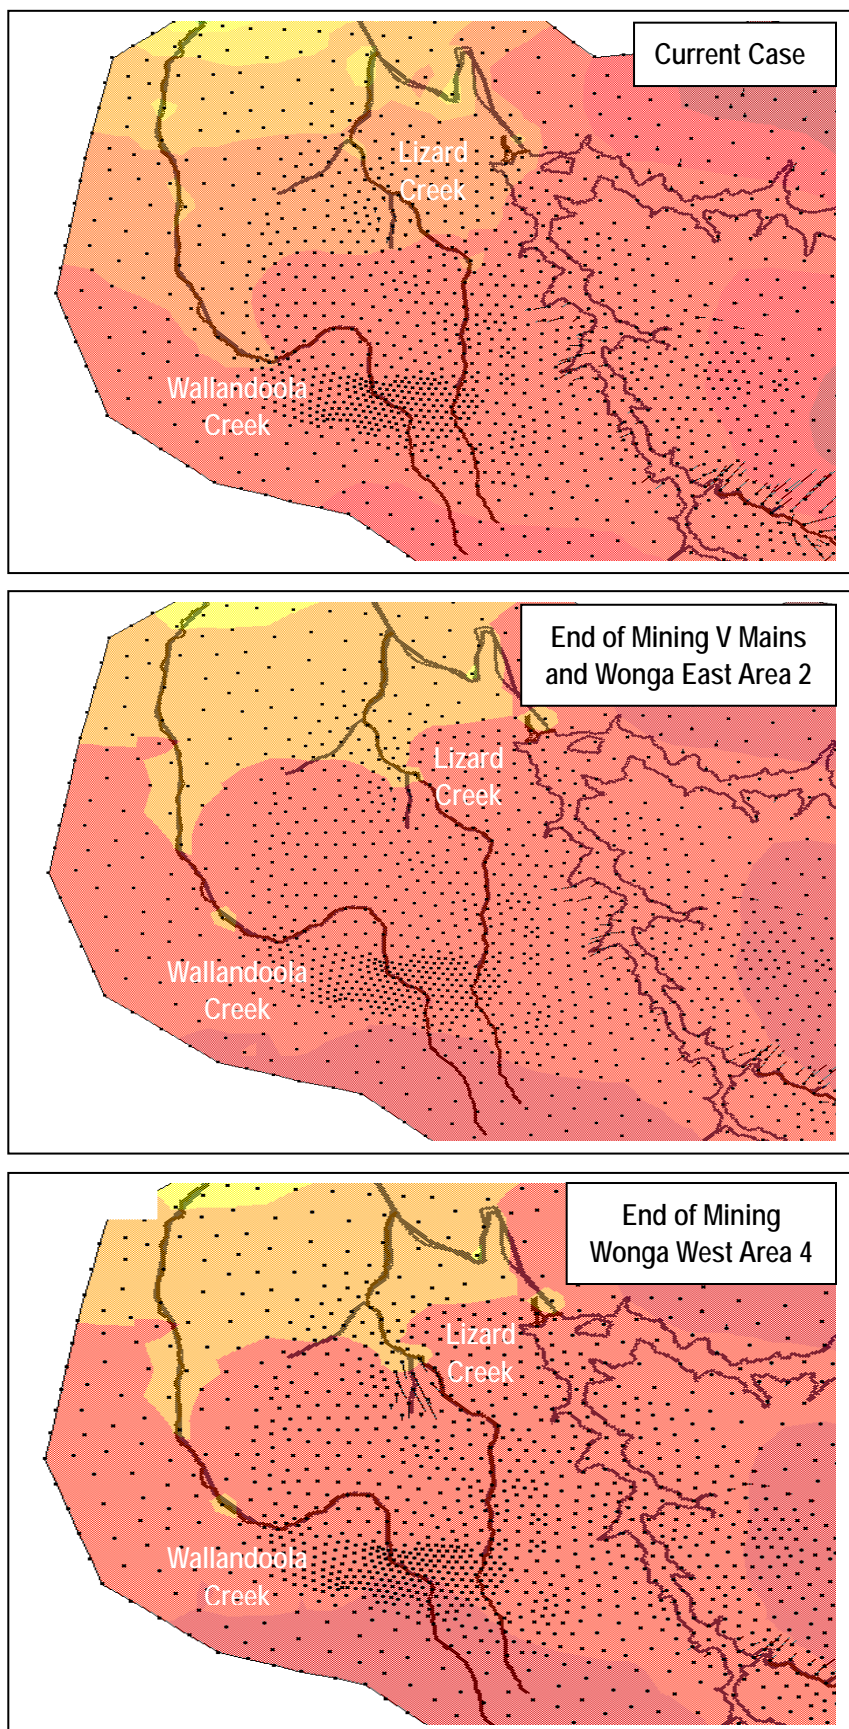 Current Case
Lizard
Creek
Wallandoola
Creek
End of Mining V Mains
and Wonga East Area 2
Lizard
Creek
Wallandoola
Creek
End of Mining
Wonga West Area 4
Lizard
Creek
Wallandoola
Creek